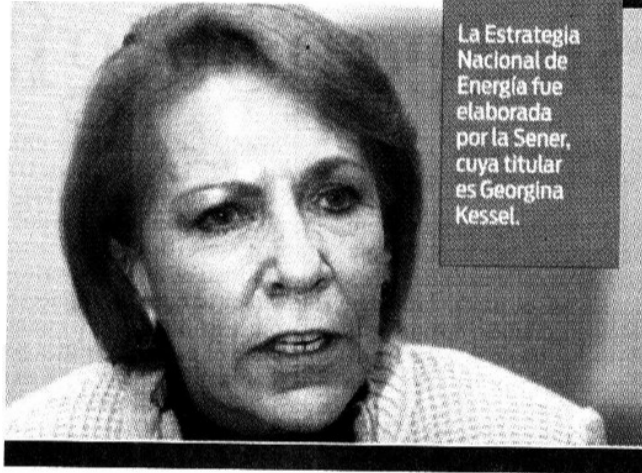 La Estrategia
Nacional de
Energía fue
elaborada
por la Sener,
cuya titular
es Georgina
Kessel.